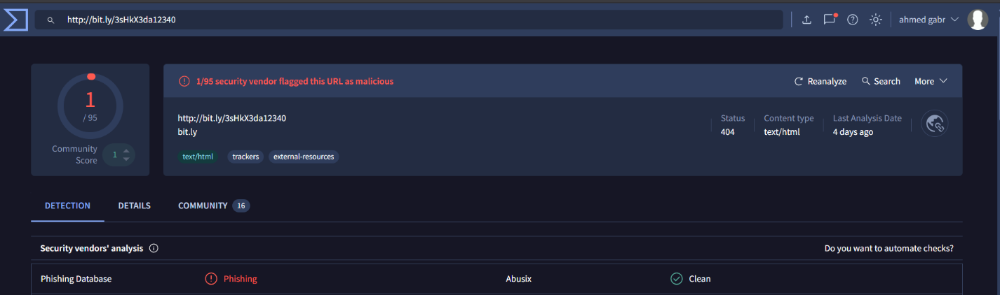 http://bit.ly/3sHkX3da12340
ahmed gabr
1
/ 95
Community Score
1
1/95 security vendor flagged this URL as malicious
Reanalyze
Search
More
http://bit.ly/3sHkX3da12340
bit.ly
text/html
trackers
external-resources
Status
404
Content type
text/html
Last Analysis Date
4 days ago
DETECTION
DETAILS
COMMUNITY 16
Security vendors' analysis
Do you want to automate checks?
Phishing Database
Phishing
Abusix
Clean